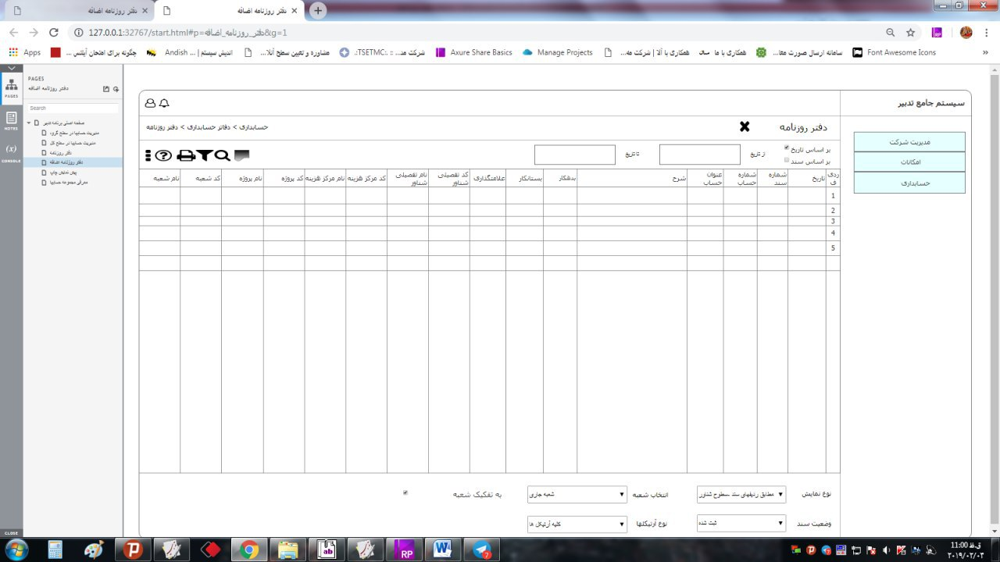 دفتر روزنامه اضافه
دفتر روزنامه اضافه
127.0.0.1:32767/start.html#p=دفتر_روزنامه_اضافه&g=1
Apps
چگونه برای امتحان آیلتس ...
Andish ... | اندیش سیستم
مشاوره و تعیین سطح آنلا...
شرکت مد... :: TSETMC ::.
Axure Share Basics
Manage Projects
همکاری با آلا | شرکت مه...
همکاری با ما
سامانه ارسال صورت معا...
Font Awesome Icons
»
PAGES
NOTES
CONSOLE
CLOSE
PAGES
دفتر روزنامه اضافه
Search
صفحه اصلی برنامه تدبیر
مدیریت حسابها در سطح گروه
مدیریت حسابها در سطح کل
دفتر روزنامه
دفتر روزنامه اضافه
پیش نمایش چاپ
معرفی مجموعه حسابها
سیستم جامع تدبیر
مدیریت شرکت
امکانات
حسابداری
دفتر روزنامه
حسابداری > دفاتر حسابداری > دفتر روزنامه
بر اساس تاریخ
بر اساس سند
از تاریخ
تا تاریخ
ردیف
تاریخ
شماره سند
شماره حساب
عنوان حساب
شرح
بدهکار
بستانکار
علامتگذاری
کد تفصیلی شناور
نام تفصیلی شناور
کد مرکز هزینه
نام مرکز هزینه
کد پروژه
نام پروژه
کد شعبه
نام شعبه
1
2
3
4
5
نوع نمایش
مطابق ردیفهای سند ـسطوح شناور
انتخاب شعبه
شعبه جاری
به تفکیک شعبه
وضعیت سند
ثبت شده
نوع آرتیکلها
کلیه آرتیکل ها
ab
RP
7
11:00 ق.ظ